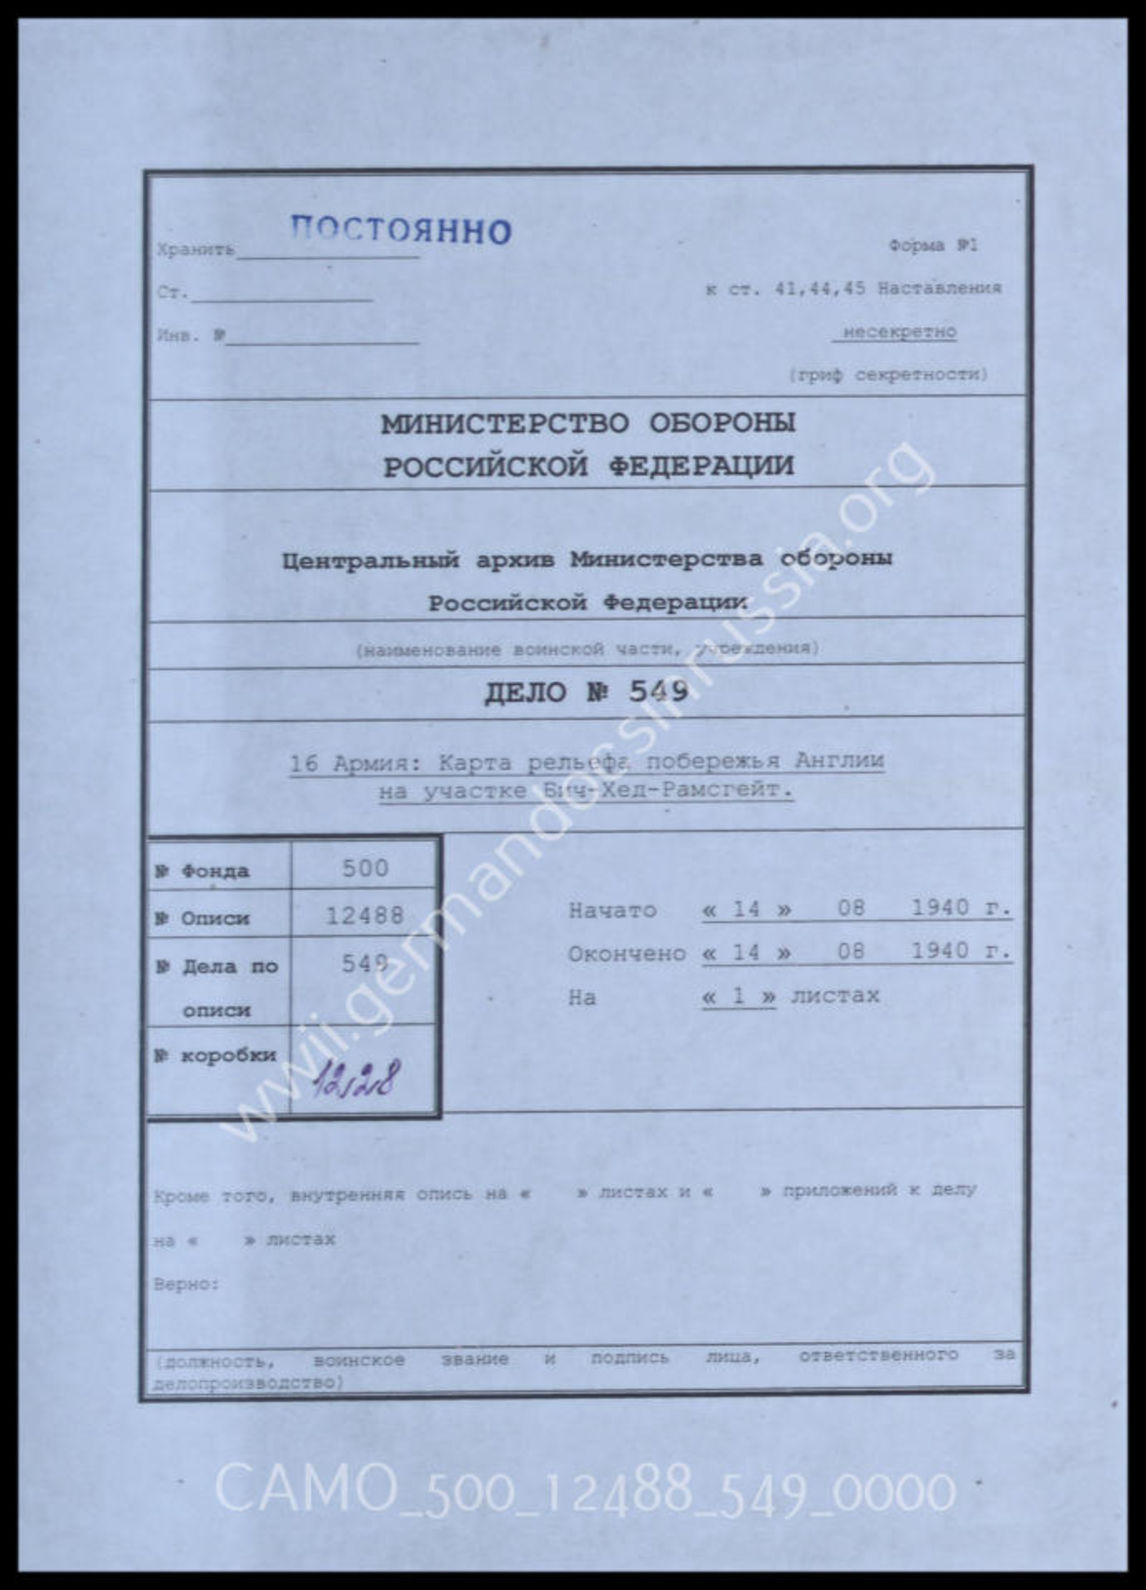 ПОСТОЯННО
Хранить
Форма №1
Ст.
к ст. 41,44,45 Наставления
Инв. №
несекретно
(гриф секретности)
МИНИСТЕРСТВО ОБОРОНЫ
РОССИЙСКОЙ ФЕДЕРАЦИИ
Центральный архив Министерства обороны
Российской Федерации
(наименование воинской части, учреждения)
ДЕЛО № 549
16 Армия: Карта рельефа побережья Англии
на участке Бич-Хед-Рамсгейт.
№ Фонда 500
№ Описи 12488
№ Дела по 549
описи
№ коробки
1228
Начато « 14 » 08 1940 г.
Окончено « 14 » 08 1940 г.
На « 1 » листах
Кроме того, внутренняя опись на « » листах и « » приложений к делу
на « » листах
Верно:
(должность, воинское звание и подпись лица, ответственного за
делопроизводство)
www.wwii.germandocsinrussia.org
CAMO_500_12488_549_0000